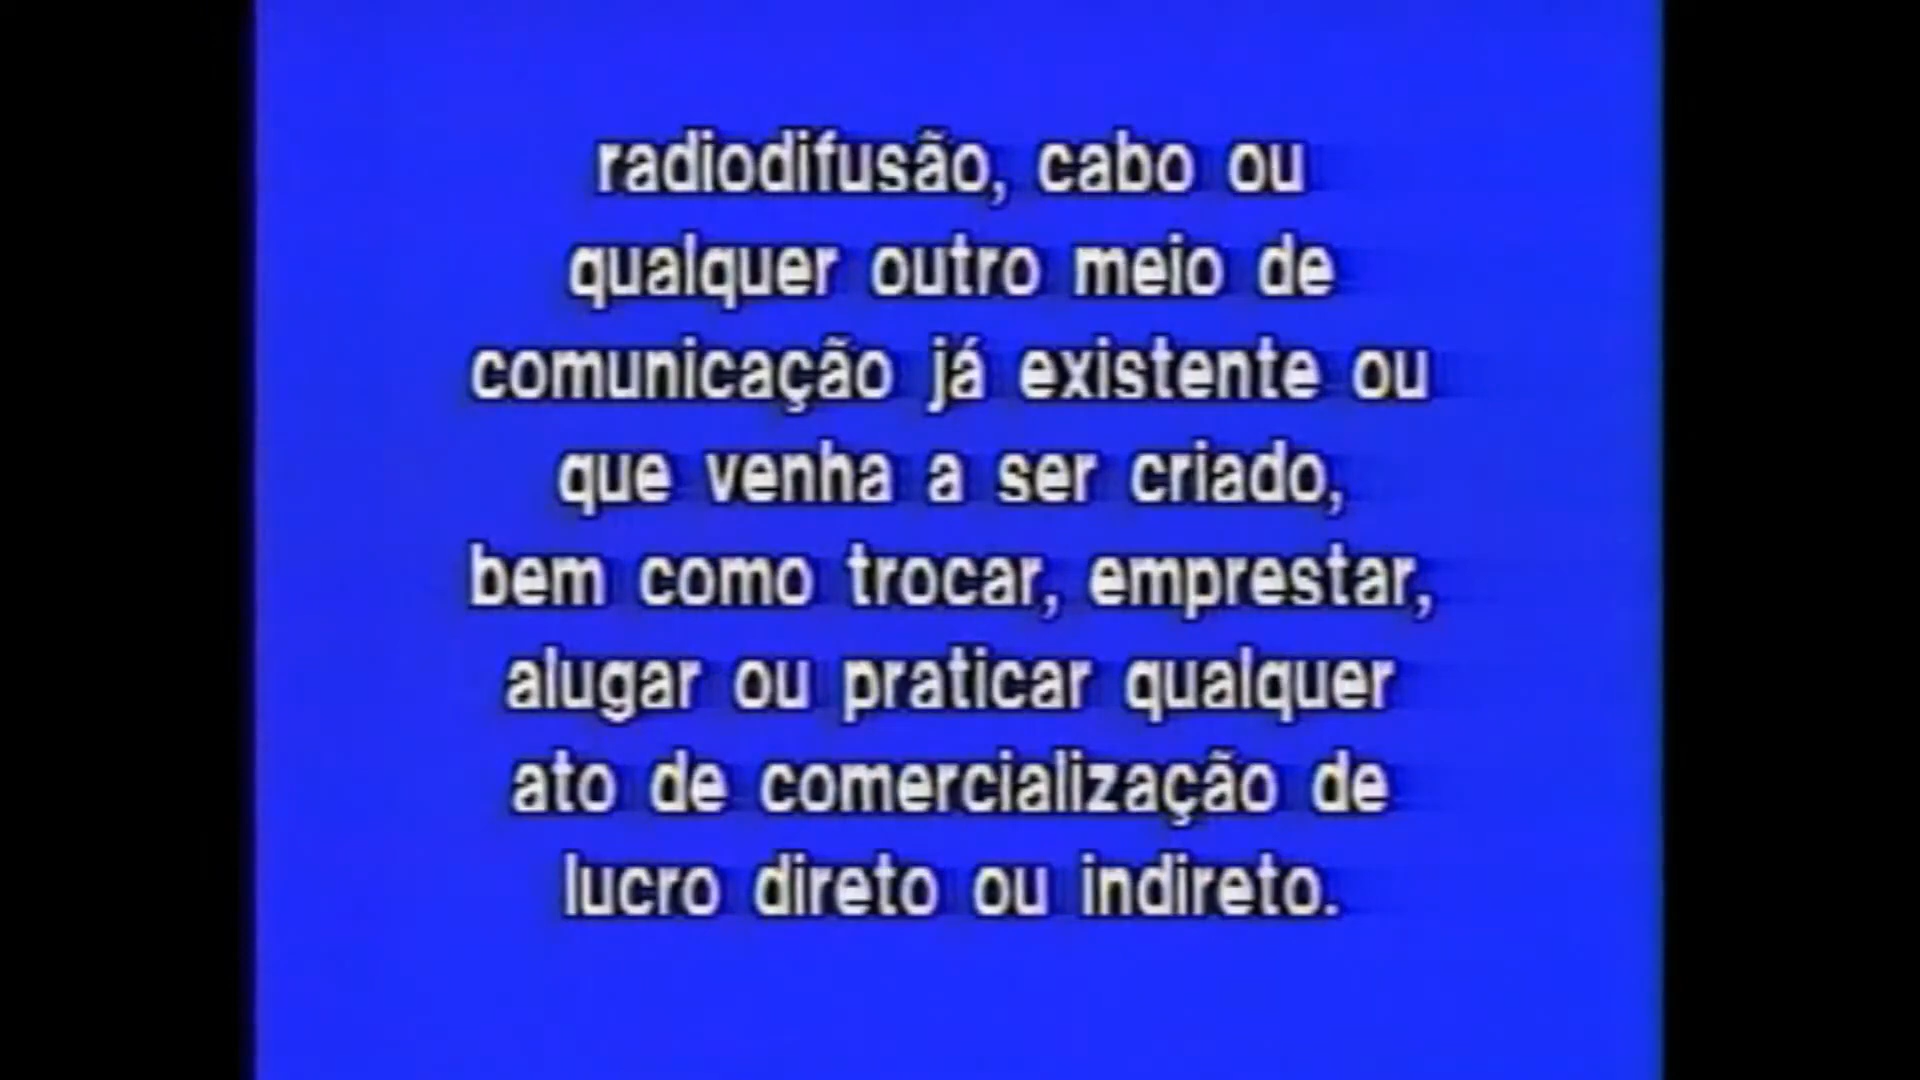 radiodifusão, cabo ou
qualquer outro meio de
comunicação já existente ou
que venha a ser criado,
bem como trocar, emprestar,
alugar ou praticar qualquer
ato de comercialização de
lucro direto ou indireto.